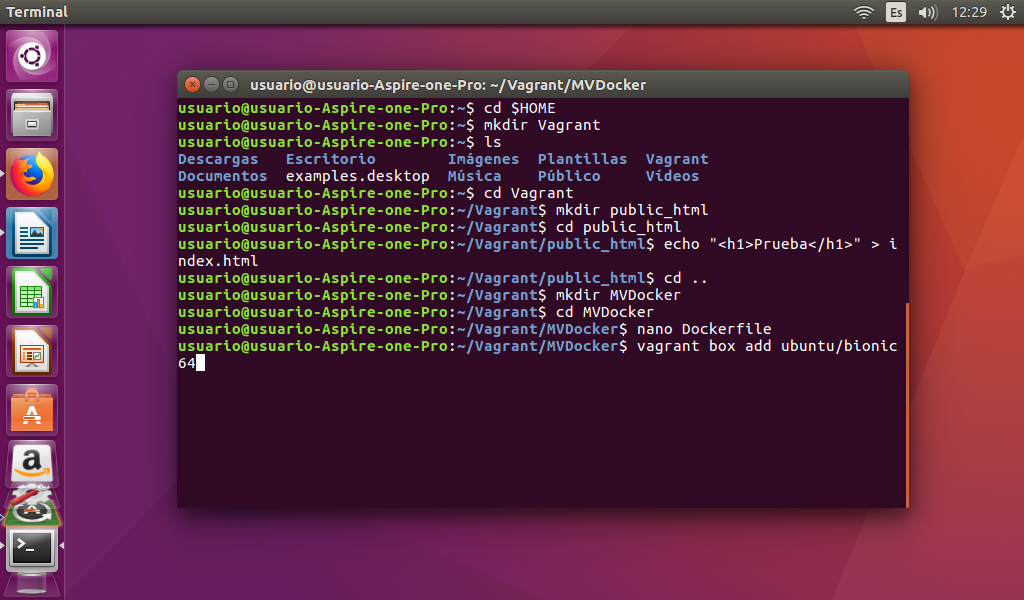 Terminal
Es
12:29
usuario@usuario-Aspire-one-Pro: ~/Vagrant/MVDocker
usuario@usuario-Aspire-one-Pro:~$ cd $HOME
usuario@usuario-Aspire-one-Pro:~$ mkdir Vagrant
usuario@usuario-Aspire-one-Pro:~$ ls
Descargas   Escritorio        Imágenes  Plantillas  Vagrant
Documentos  examples.desktop  Música    Público     Vídeos
usuario@usuario-Aspire-one-Pro:~$ cd Vagrant
usuario@usuario-Aspire-one-Pro:~/Vagrant$ mkdir public_html
usuario@usuario-Aspire-one-Pro:~/Vagrant$ cd public_html
usuario@usuario-Aspire-one-Pro:~/Vagrant/public_html$ echo "<h1>Prueba</h1>" > i
ndex.html
usuario@usuario-Aspire-one-Pro:~/Vagrant/public_html$ cd ..
usuario@usuario-Aspire-one-Pro:~/Vagrant$ mkdir MVDocker
usuario@usuario-Aspire-one-Pro:~/Vagrant$ cd MVDocker
usuario@usuario-Aspire-one-Pro:~/Vagrant/MVDocker$ nano Dockerfile
usuario@usuario-Aspire-one-Pro:~/Vagrant/MVDocker$ vagrant box add ubuntu/bionic
64